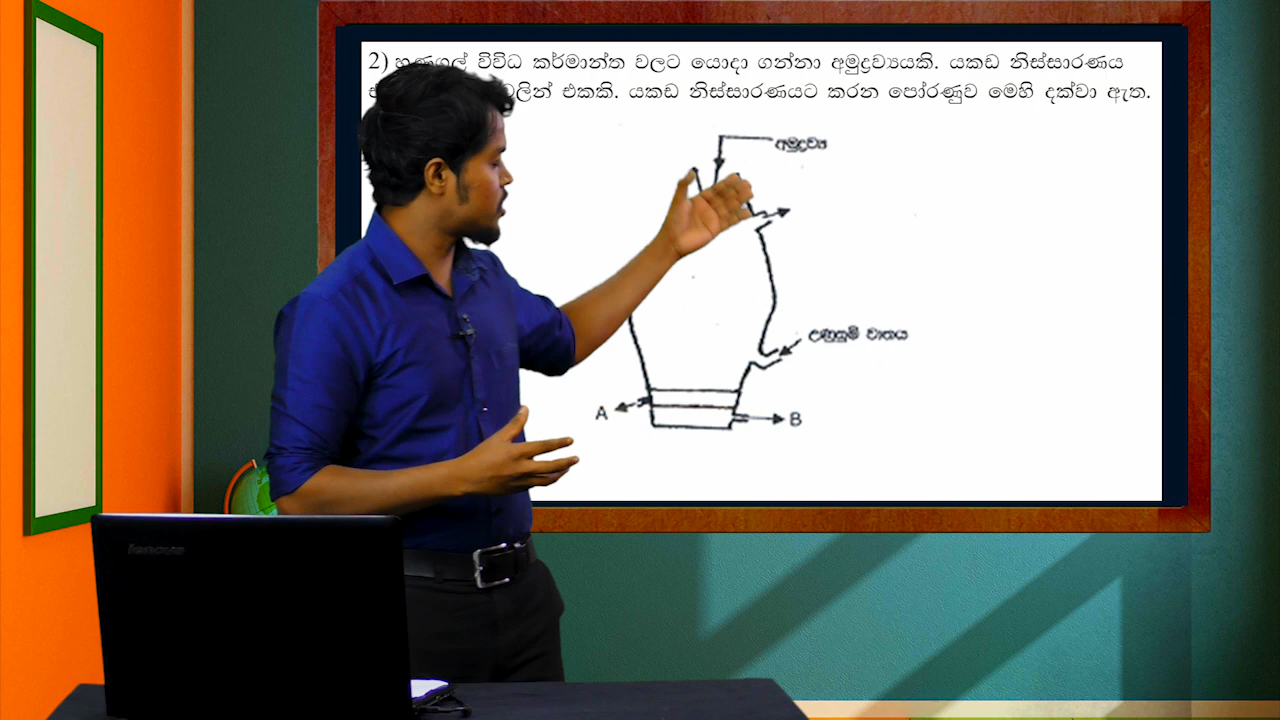 2) හුණුගල් විවිධ කර්මාන්ත වලට යොදා ගන්නා අමුද්‍රව්‍යයකි. යකඩ නිස්සාරණය
එකකි. යකඩ නිස්සාරණයට කරන පෝරණුව මෙහි දක්වා ඇත.
අමුද්‍රව්‍ය
උණුසුම් වාතය
A
B
lenovo